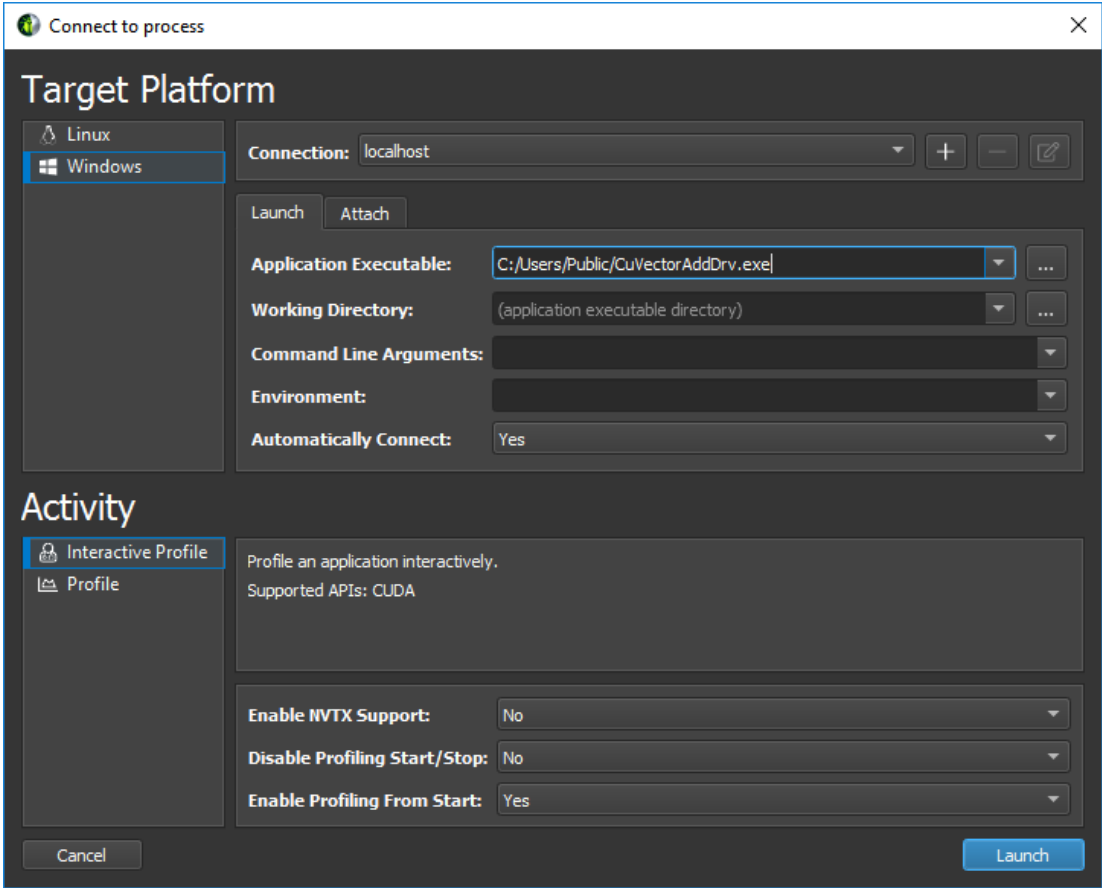 Connect to process
Target Platform
Linux
Windows
Connection: localhost
Launch Attach
Application Executable: C:/Users/Public/CuVectorAddDrv.exe ...
Working Directory: (application executable directory) ...
Command Line Arguments:
Environment:
Automatically Connect: Yes
Activity
Interactive Profile
Profile
Profile an application interactively.
Supported APIs: CUDA
Enable NVTX Support: No
Disable Profiling Start/Stop: No
Enable Profiling From Start: Yes
Cancel Launch